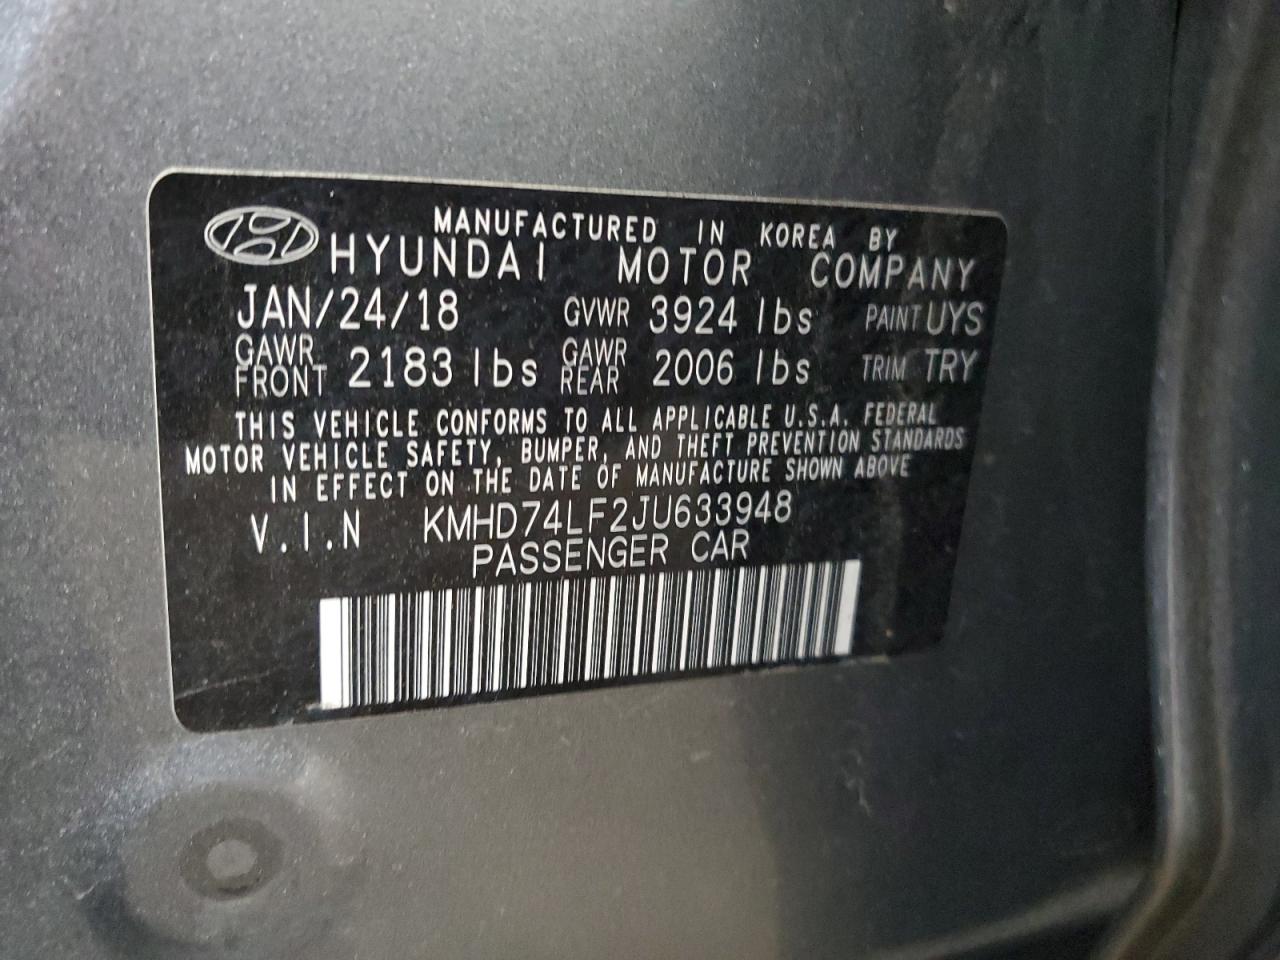 MANUFACTURED IN KOREA BY
HYUNDAI MOTOR COMPANY
JAN/24/18 GVWR 3924 lbs PAINT UYS
GAWR FRONT 2183 lbs GAWR REAR 2006 lbs TRIM TRY
THIS VEHICLE CONFORMS TO ALL APPLICABLE U.S.A. FEDERAL
MOTOR VEHICLE SAFETY, BUMPER, AND THEFT PREVENTION STANDARDS
IN EFFECT ON THE DATE OF MANUFACTURE SHOWN ABOVE
V.I.N KMHD74LF2JU633948
PASSENGER CAR